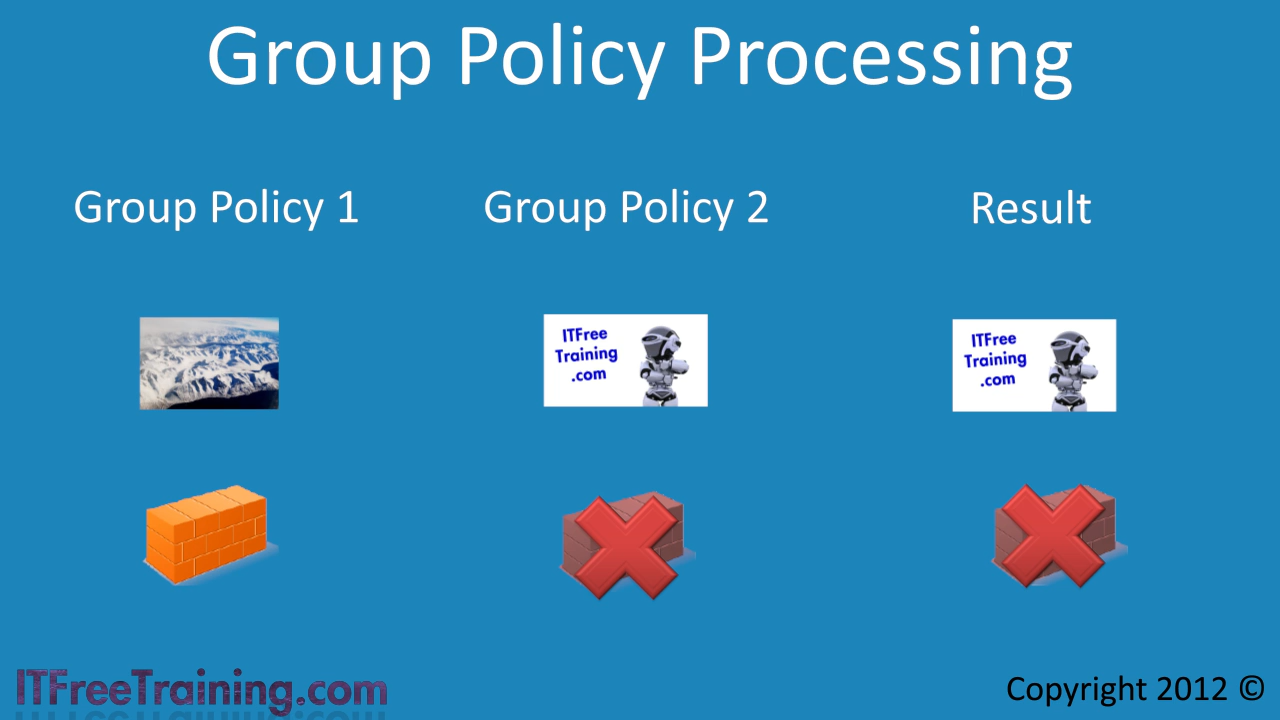 Group Policy Processing
Group Policy 1
Group Policy 2
Result
ITFree
Training
.com
ITFree
Training
.com
ITFreeTraining.com
Copyright 2012 ©